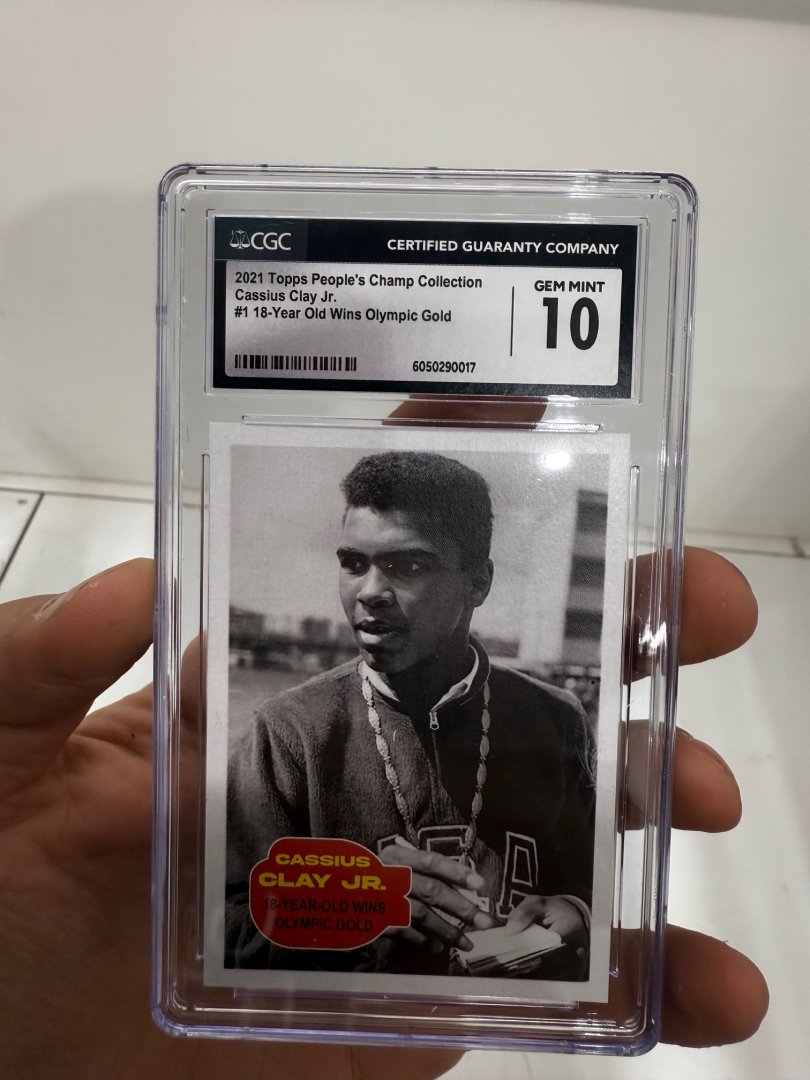 CGC
CERTIFIED GUARANTY COMPANY
2021 Topps People's Champ Collection
Cassius Clay Jr.
#1 18-Year Old Wins Olympic Gold
GEM MINT
10
6050290017
USA
CASSIUS
CLAY JR.
18-YEAR-OLD WINS
OLYMPIC GOLD